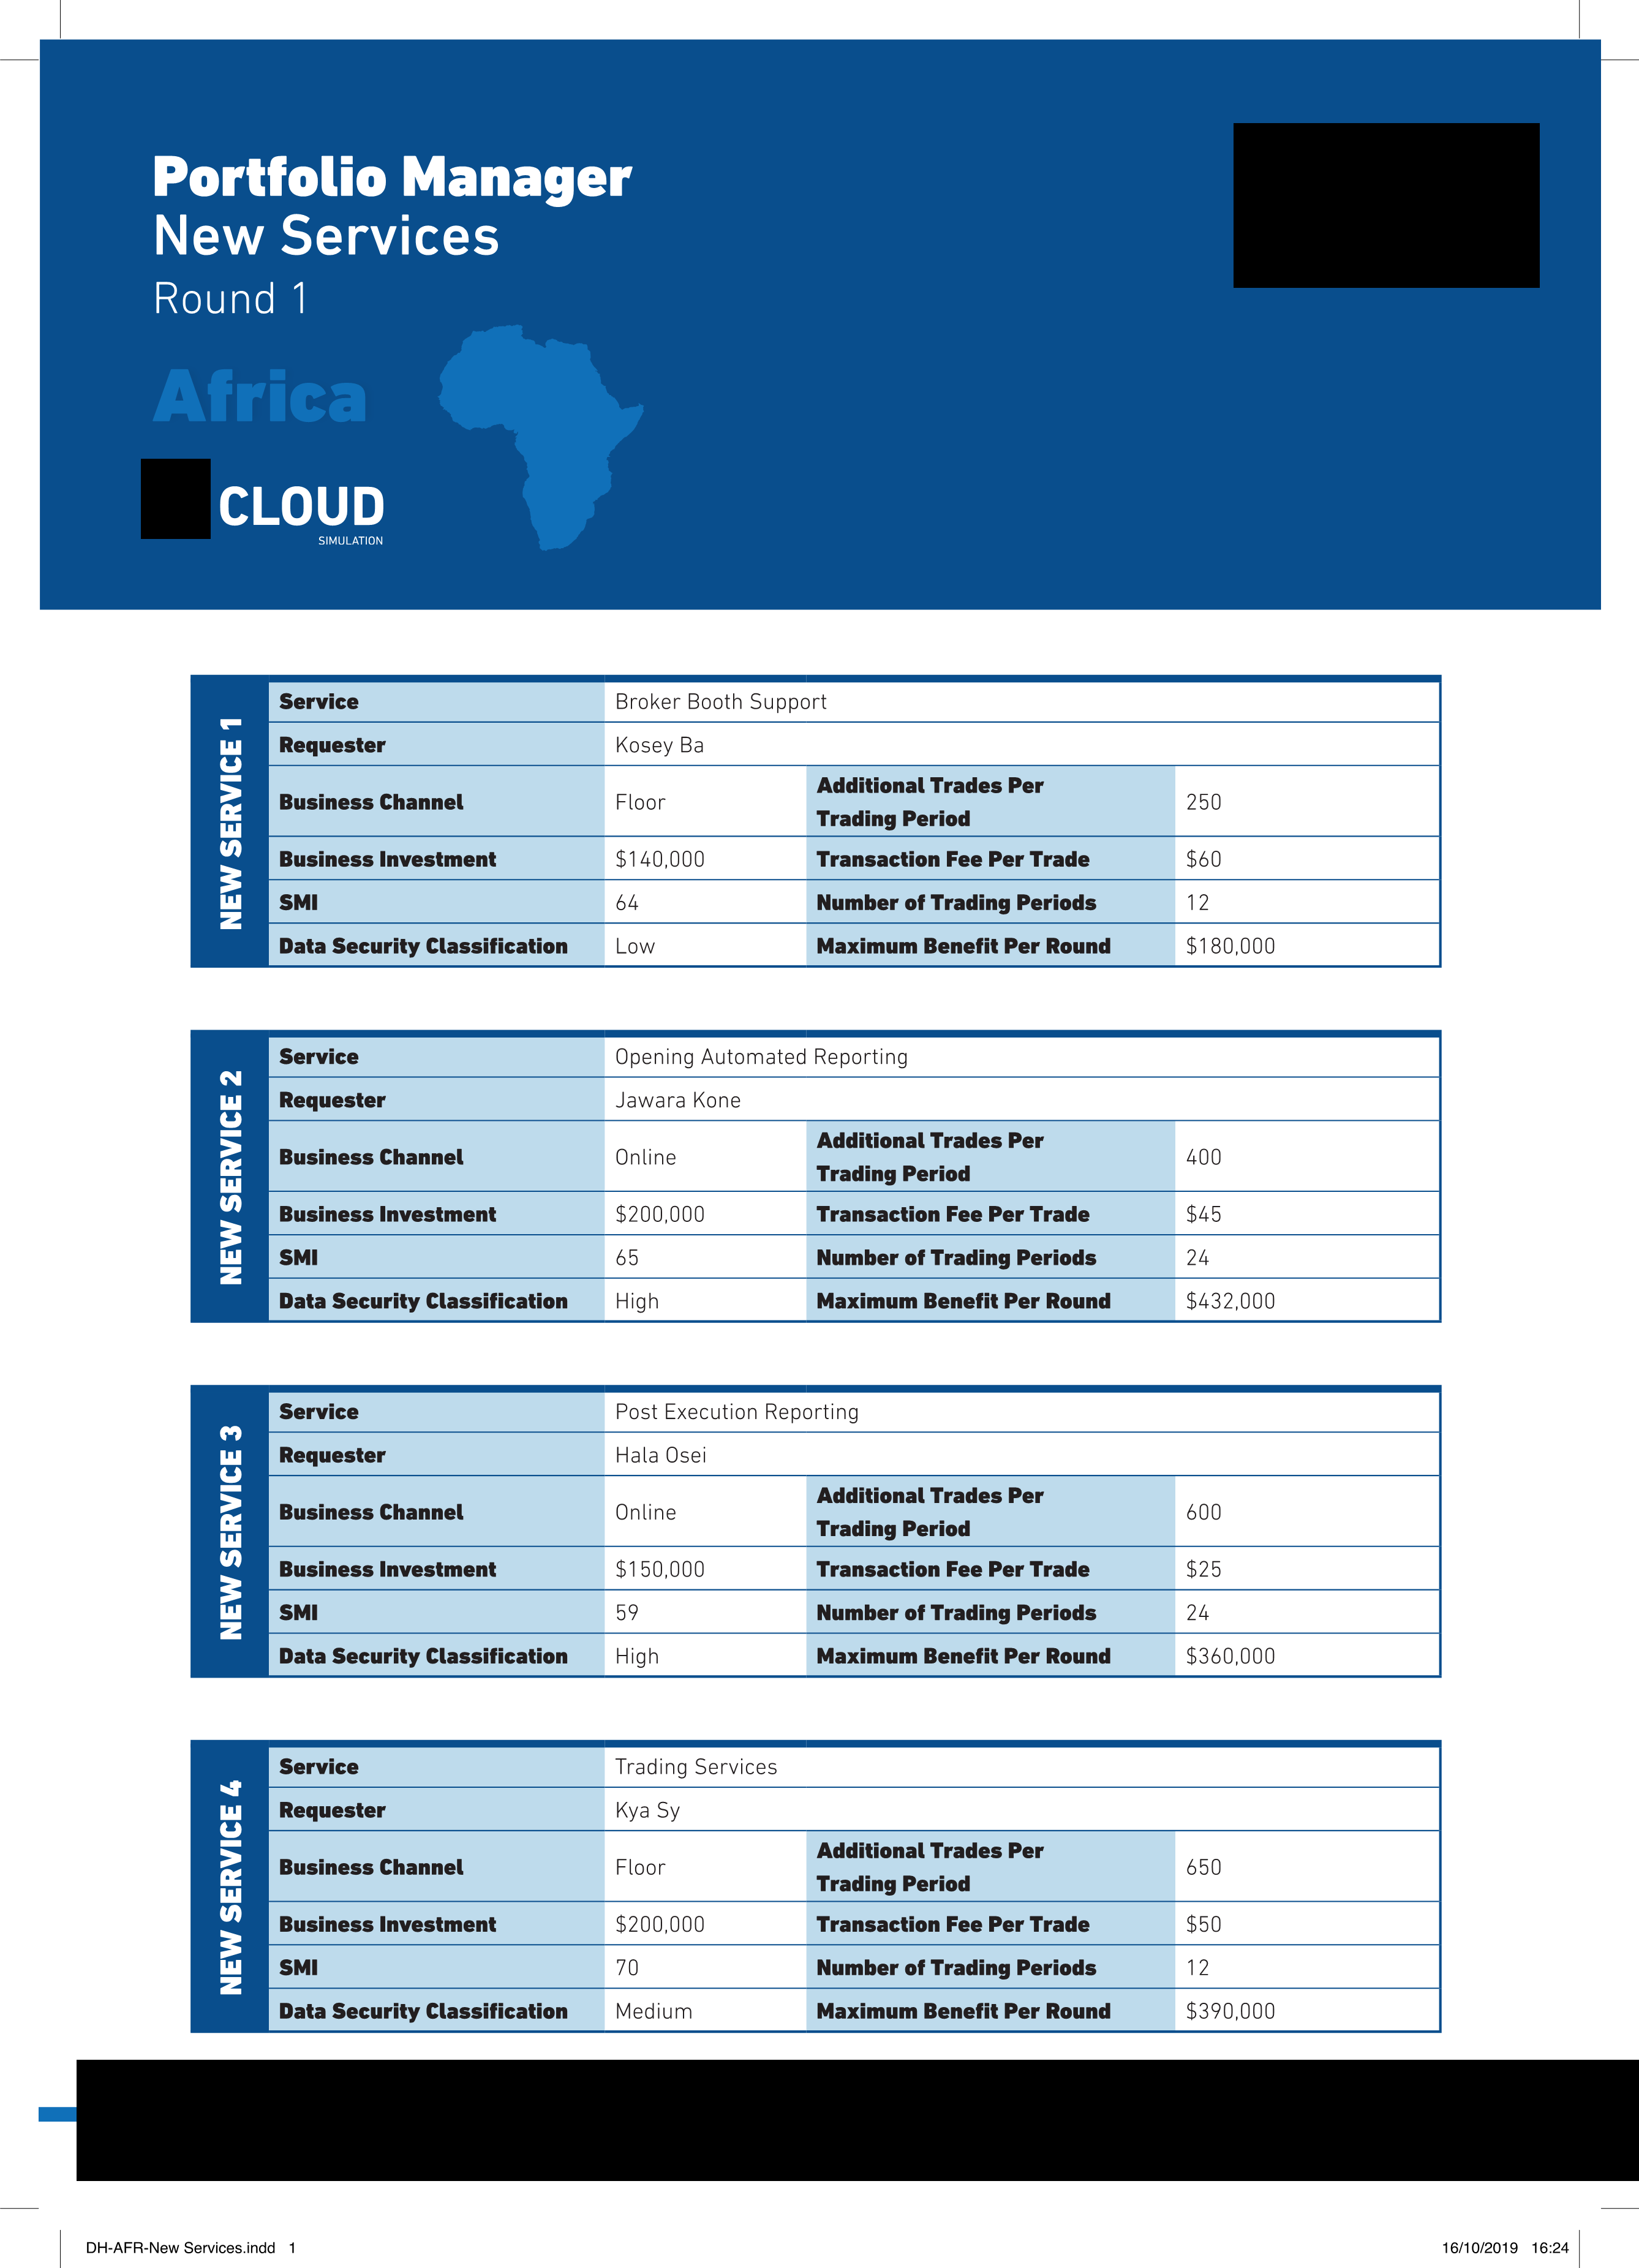 Portfolio Manager
New Services
Round 1
Africa
CLOUD
SIMULATION
NEW SERVICE 1
Service Broker Booth Support
Requester Kosey Ba
Business Channel Floor Additional Trades Per Trading Period 250
Business Investment $140,000 Transaction Fee Per Trade $60
SMI 64 Number of Trading Periods 12
Data Security Classification Low Maximum Benefit Per Round $180,000
NEW SERVICE 2
Service Opening Automated Reporting
Requester Jawara Kone
Business Channel Online Additional Trades Per Trading Period 400
Business Investment $200,000 Transaction Fee Per Trade $45
SMI 65 Number of Trading Periods 24
Data Security Classification High Maximum Benefit Per Round $432,000
NEW SERVICE 3
Service Post Execution Reporting
Requester Hala Osei
Business Channel Online Additional Trades Per Trading Period 600
Business Investment $150,000 Transaction Fee Per Trade $25
SMI 59 Number of Trading Periods 24
Data Security Classification High Maximum Benefit Per Round $360,000
NEW SERVICE 4
Service Trading Services
Requester Kya Sy
Business Channel Floor Additional Trades Per Trading Period 650
Business Investment $200,000 Transaction Fee Per Trade $50
SMI 70 Number of Trading Periods 12
Data Security Classification Medium Maximum Benefit Per Round $390,000
DH-AFR-New Services.indd 1 16/10/2019 16:24